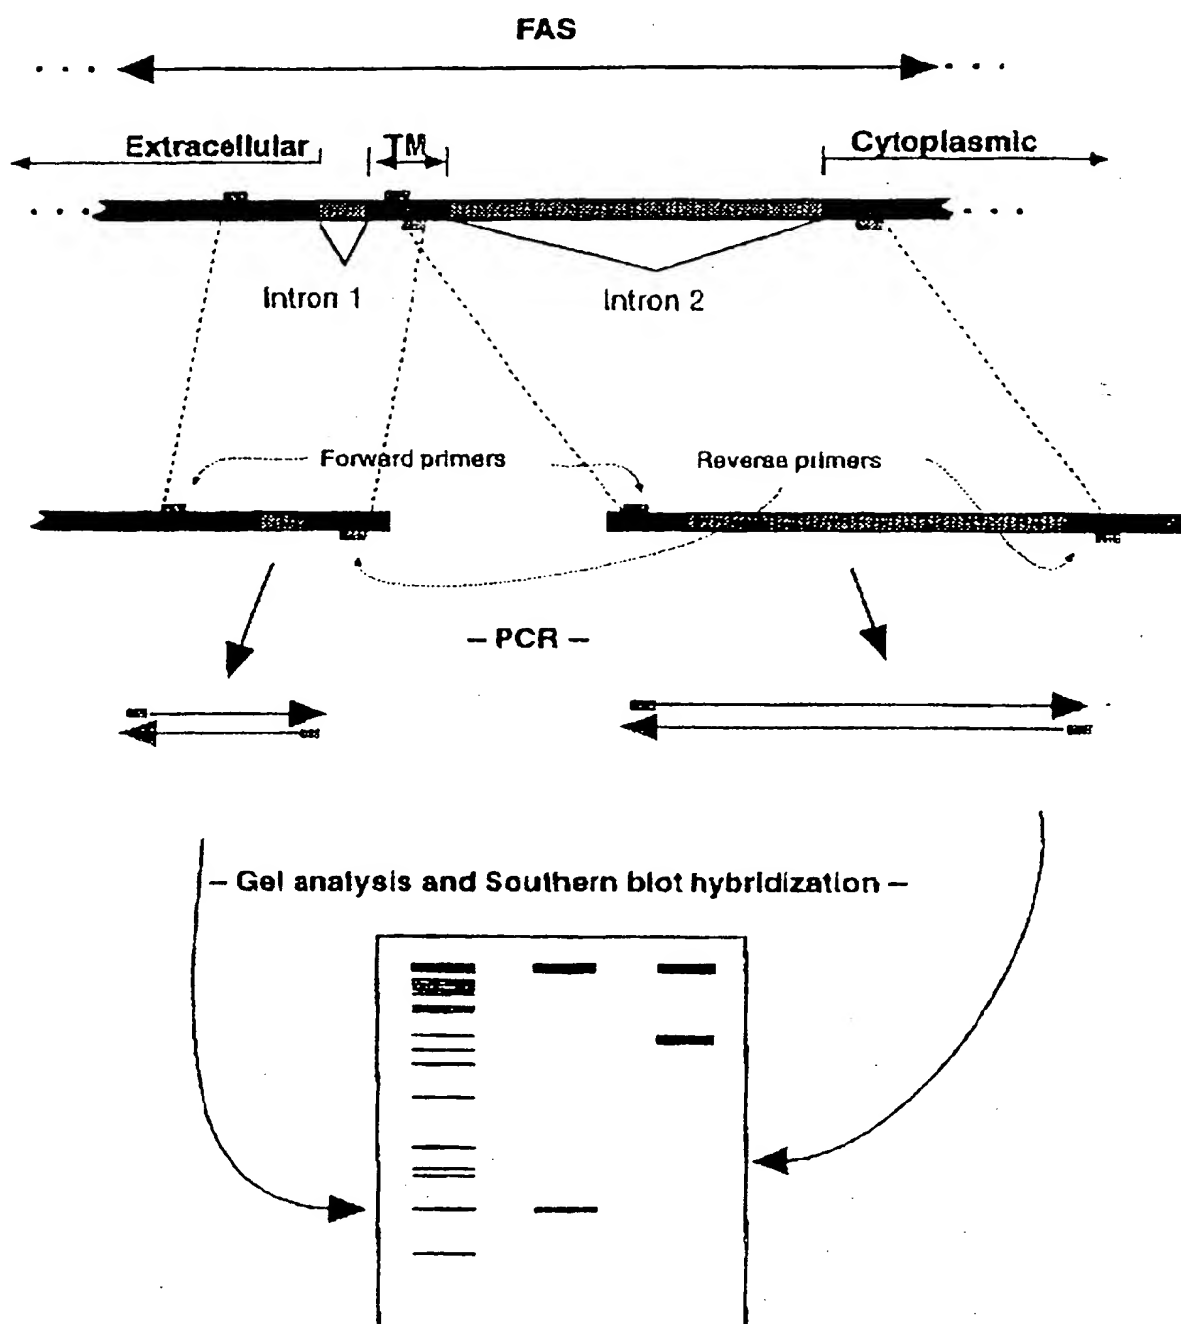 FAS
Extracellular TM Cytoplasmic
Intron 1 Intron 2
Forward primers Reverse primers
– PCR –
– Gel analysis and Southern blot hybridization –